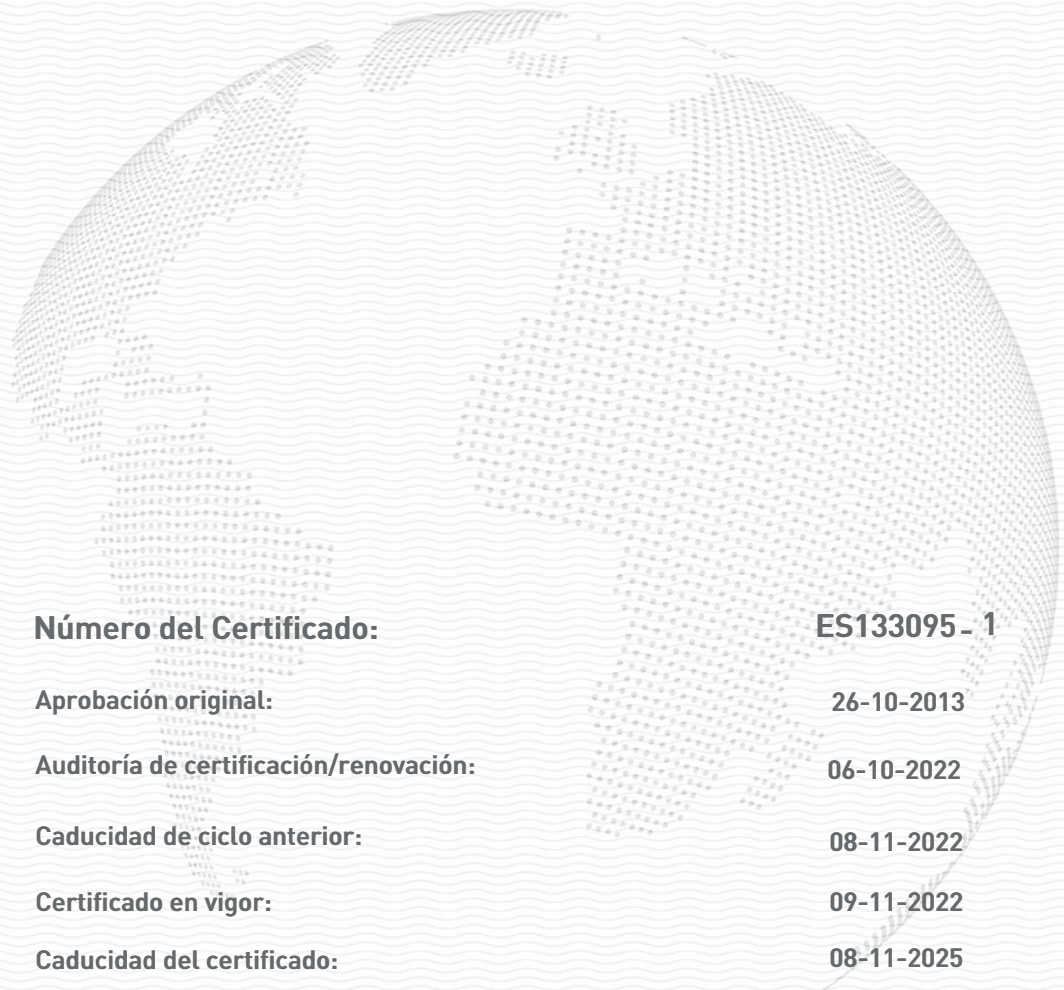 Número del Certificado: ES133095- 1
Aprobación original: 26-10-2013
Auditoría de certificación/renovación: 06-10-2022
Caducidad de ciclo anterior: 08-11-2022
Certificado en vigor: 09-11-2022
Caducidad del certificado: 08-11-2025